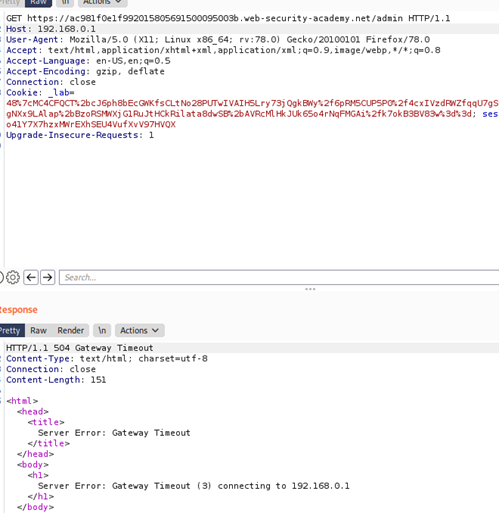 Raw \n Actions
GET https://ac981f0e1f99201580569150009500 3b.web-security-academy.net/admin HTTP/1.1
Host: 192.168.0.1
User-Agent: Mozilla/5.0 (X11; Linux x86_64; rv:78.0) Gecko/20100101 Firefox/78.0
Accept: text/html,application/xhtml+xml,application/xml;q=0.9,image/webp,*/*;q=0.8
Accept-Language: en-US,en;q=0.5
Accept-Encoding: gzip, deflate
Connection: close
Cookie: _lab=
48%7cMC4CFQCT%2bcJ6ph8bEcGWKfsCLtNo28PUTwIVAIH5Lry73jQgkBWy%2f6pRM5CUP5P0%2f4cxIVzdRWZfqqU7gS
gNXx9LAlap%2bBzoRSMWXjG1RuJtHCkRilata8dwSB%2bAVRcMlHkJUk65o4rNqFMGAi%2fk7okB3BV83w%3d%3d; ses
o41Y7X7hzxMWrEXhSEU4VufXvV97HVQX
Upgrade-Insecure-Requests: 1
Search...
Response
Pretty Raw Render \n Actions
HTTP/1.1 504 Gateway Timeout
Content-Type: text/html; charset=utf-8
Connection: close
Content-Length: 151
<html>
<head>
<title>
Server Error: Gateway Timeout
</title>
</head>
<body>
<h1>
Server Error: Gateway Timeout (3) connecting to 192.168.0.1
</h1>
</body>